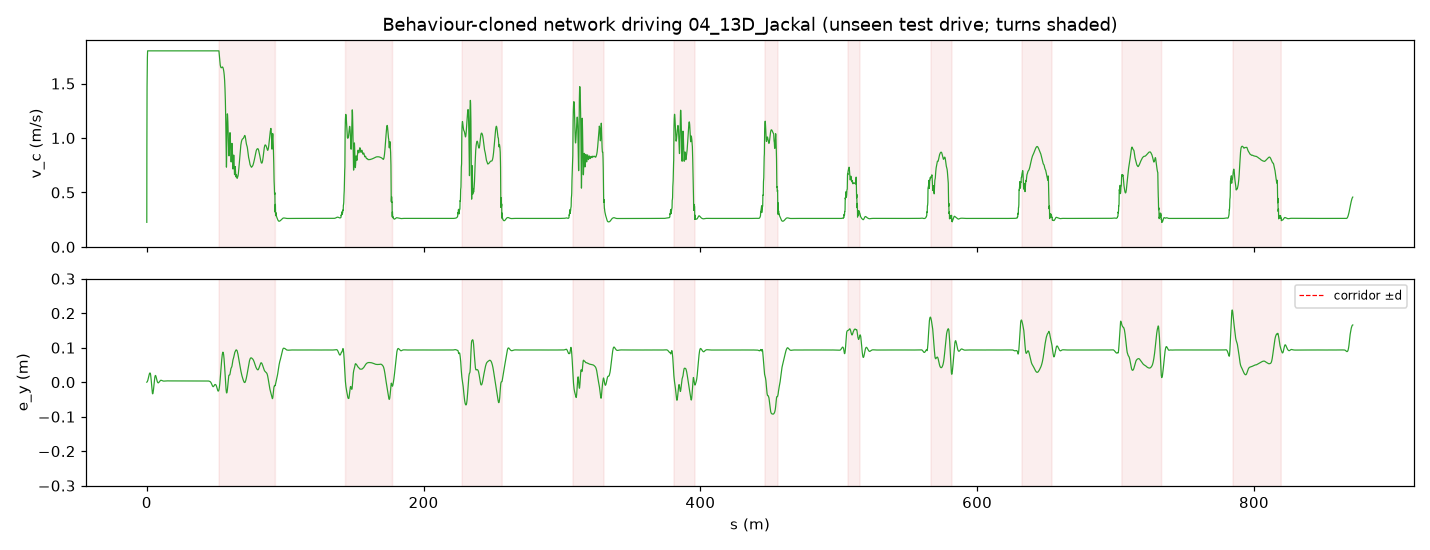 Behaviour-cloned network driving 04_13D_Jackal (unseen test drive; turns shaded)
v_c (m/s)
1.5
1.0
0.5
0.0
e_y (m)
0.3
0.2
0.1
0.0
−0.1
−0.2
−0.3
corridor ±d
0 200 400 600 800
s (m)